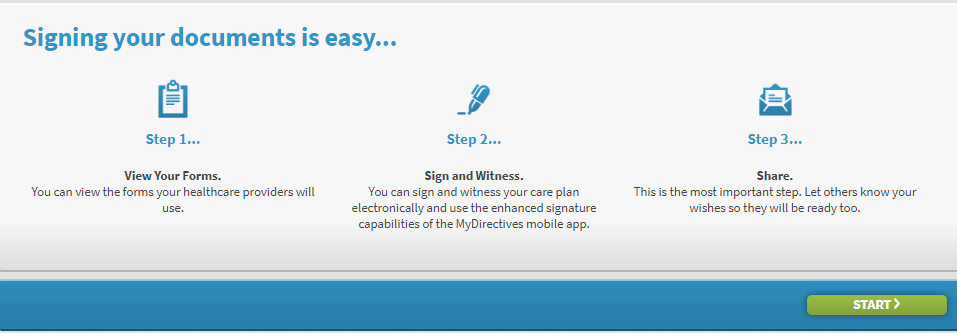 Signing your documents is easy...
Step 1...
View Your Forms.
You can view the forms your healthcare providers will
use.
Step 2...
Sign and Witness.
You can sign and witness your care plan
electronically and use the enhanced signature
capabilities of the MyDirectives mobile app.
Step 3...
Share.
This is the most important step. Let others know your
wishes so they will be ready too.
START